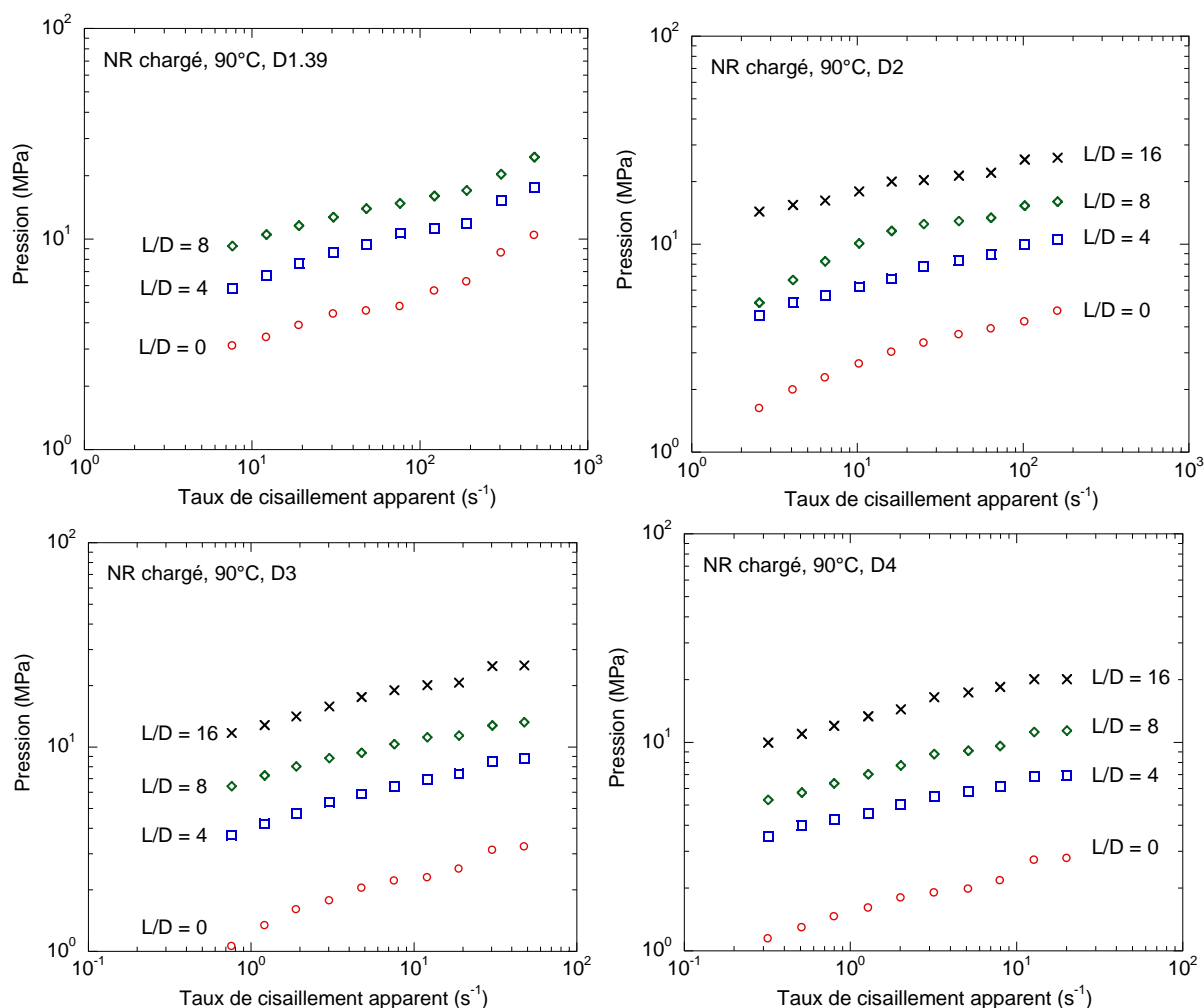 NR chargé, 90°C, D1.39
Pression (MPa)
10²
10¹
10⁰
L/D = 8
L/D = 4
L/D = 0
10⁰ 10¹ 10² 10³
Taux de cisaillement apparent (s⁻¹)
NR chargé, 90°C, D2
Pression (MPa)
10²
10¹
10⁰
L/D = 16
L/D = 8
L/D = 4
L/D = 0
10⁰ 10¹ 10² 10³
Taux de cisaillement apparent (s⁻¹)
NR chargé, 90°C, D3
Pression (MPa)
10²
10¹
10⁰
L/D = 16
L/D = 8
L/D = 4
L/D = 0
10⁻¹ 10⁰ 10¹ 10²
Taux de cisaillement apparent (s⁻¹)
NR chargé, 90°C, D4
Pression (MPa)
10²
10¹
10⁰
L/D = 16
L/D = 8
L/D = 4
L/D = 0
10⁻¹ 10⁰ 10¹ 10²
Taux de cisaillement apparent (s⁻¹)